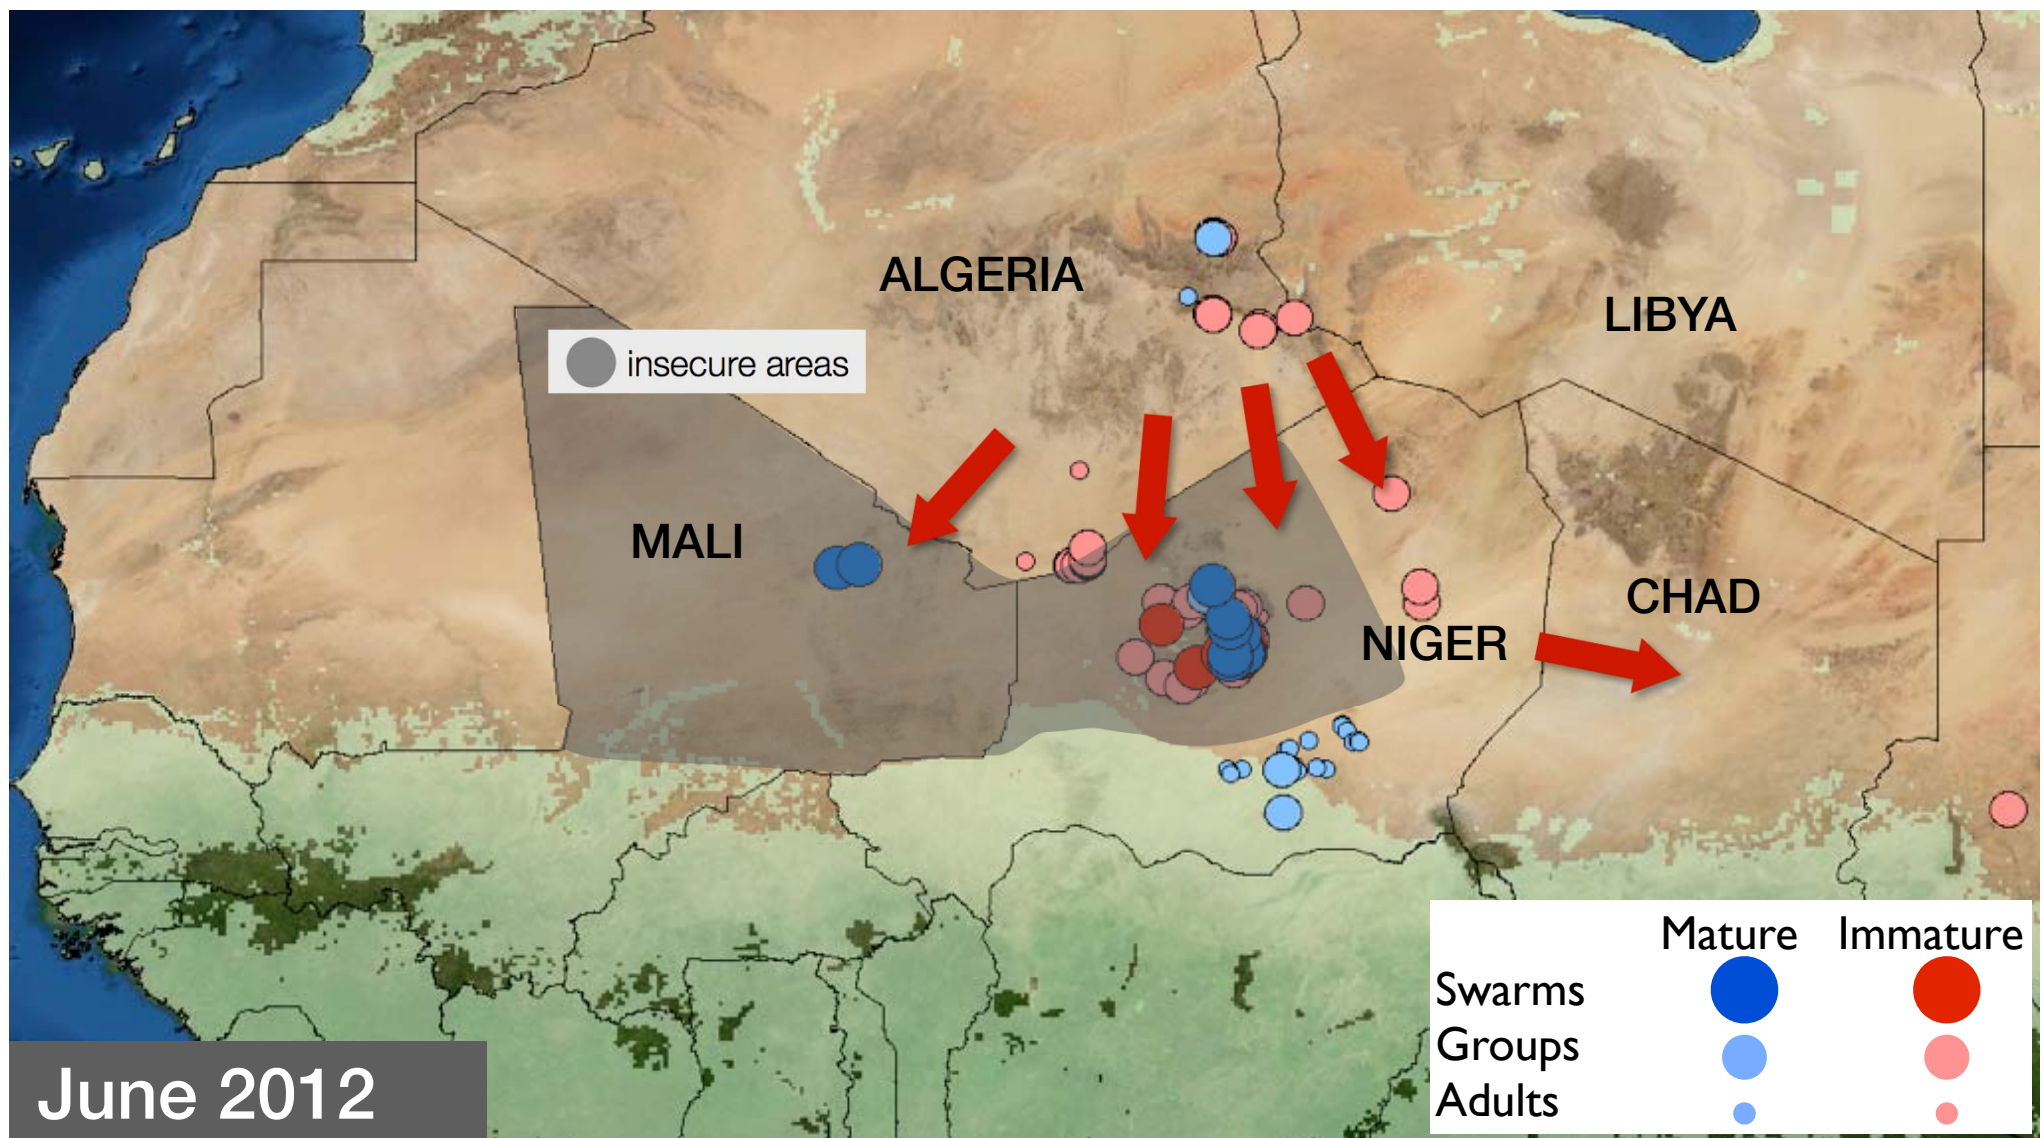 ALGERIA
LIBYA
insecure areas
MALI
CHAD
NIGER
Mature Immature
Swarms
Groups
Adults
June 2012